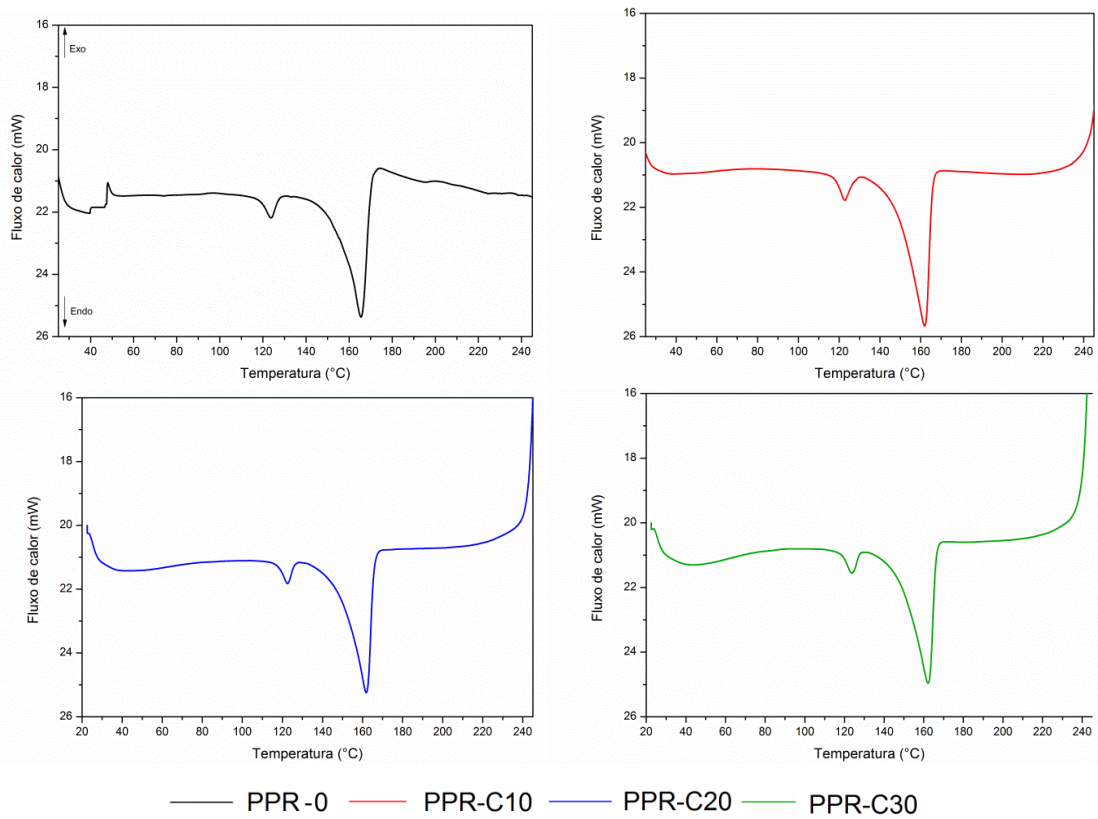 16
18
20
22
24
26
Exo
Endo
Fluxo de calor (mW)
40 60 80 100 120 140 160 180 200 220 240
Temperatura (°C)
16
18
20
22
24
26
Fluxo de calor (mW)
40 60 80 100 120 140 160 180 200 220 240
Temperatura (°C)
16
18
20
22
24
26
Fluxo de calor (mW)
20 40 60 80 100 120 140 160 180 200 220 240
Temperatura (°C)
16
18
20
22
24
26
Fluxo de calor (mW)
20 40 60 80 100 120 140 160 180 200 220 240
Temperatura (°C)
PPR-0 PPR-C10 PPR-C20 PPR-C30